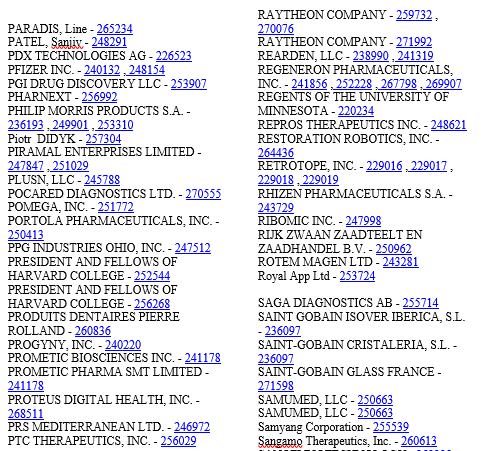 PARADIS, Line - 265234
PATEL, Sanjiv - 248291
PDX TECHNOLOGIES AG - 226523
PFIZER INC. - 240132 , 248154
PGI DRUG DISCOVERY LLC - 253907
PHARNEXT - 256992
PHILIP MORRIS PRODUCTS S.A. -
236193 , 249901 , 253310
Piotr DIDYK - 257304
PIRAMAL ENTERPRISES LIMITED -
247847 , 251029
PLUSN, LLC - 245788
POCARED DIAGNOSTICS LTD. - 270555
POMEGA, INC. - 251772
PORTOLA PHARMACEUTICALS, INC. -
250413
PPG INDUSTRIES OHIO, INC. - 247512
PRESIDENT AND FELLOWS OF
HARVARD COLLEGE - 252544
PRESIDENT AND FELLOWS OF
HARVARD COLLEGE - 256268
PRODUITS DENTAIRES PIERRE
ROLLAND - 260836
PROGYNY, INC. - 240220
PROMETIC BIOSCIENCES INC. - 241178
PROMETIC PHARMA SMT LIMITED -
241178
PROTEUS DIGITAL HEALTH, INC. -
268511
PRS MEDITERRANEAN LTD. - 246972
PTC THERAPEUTICS, INC. - 256029
RAYTHEON COMPANY - 259732 ,
270076
RAYTHEON COMPANY - 271992
REARDEN, LLC - 238990 , 241319
REGENERON PHARMACEUTICALS,
INC. - 241856 , 252228 , 267798 , 269907
REGENTS OF THE UNIVERSITY OF
MINNESOTA - 220234
REPROS THERAPEUTICS INC. - 248621
RESTORATION ROBOTICS, INC. -
264436
RETROTOPE, INC. - 229016 , 229017 ,
229018 , 229019
RHIZEN PHARMACEUTICALS S.A. -
243729
RIBOMIC INC. - 247998
RIJK ZWAAN ZAADTEELT EN
ZAADHANDEL B.V. - 250962
ROTEM MAGEN LTD - 243281
Royal App Ltd - 253724
SAGA DIAGNOSTICS AB - 255714
SAINT GOBAIN ISOVER IBERICA, S.L.
- 236097
SAINT-GOBAIN CRISTALERIA, S.L. -
236097
SAINT-GOBAIN GLASS FRANCE -
271598
SAMUMED, LLC - 250663
SAMUMED, LLC - 250663
Samyang Corporation - 255539
Sangamo Therapeutics, Inc. - 260613